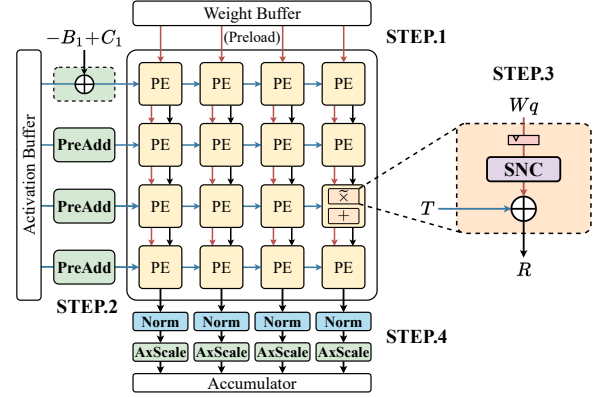 Weight Buffer
(Preload)
STEP.1
−B₁+C₁
STEP.3
Wq
Activation Buffer
PE PE PE PE
PreAdd PE PE PE PE
SNC
PreAdd PE PE PE × ̃
+
T
PreAdd PE PE PE PE
R
STEP.2
Norm Norm Norm Norm
STEP.4
AxScale AxScale AxScale AxScale
Accumulator